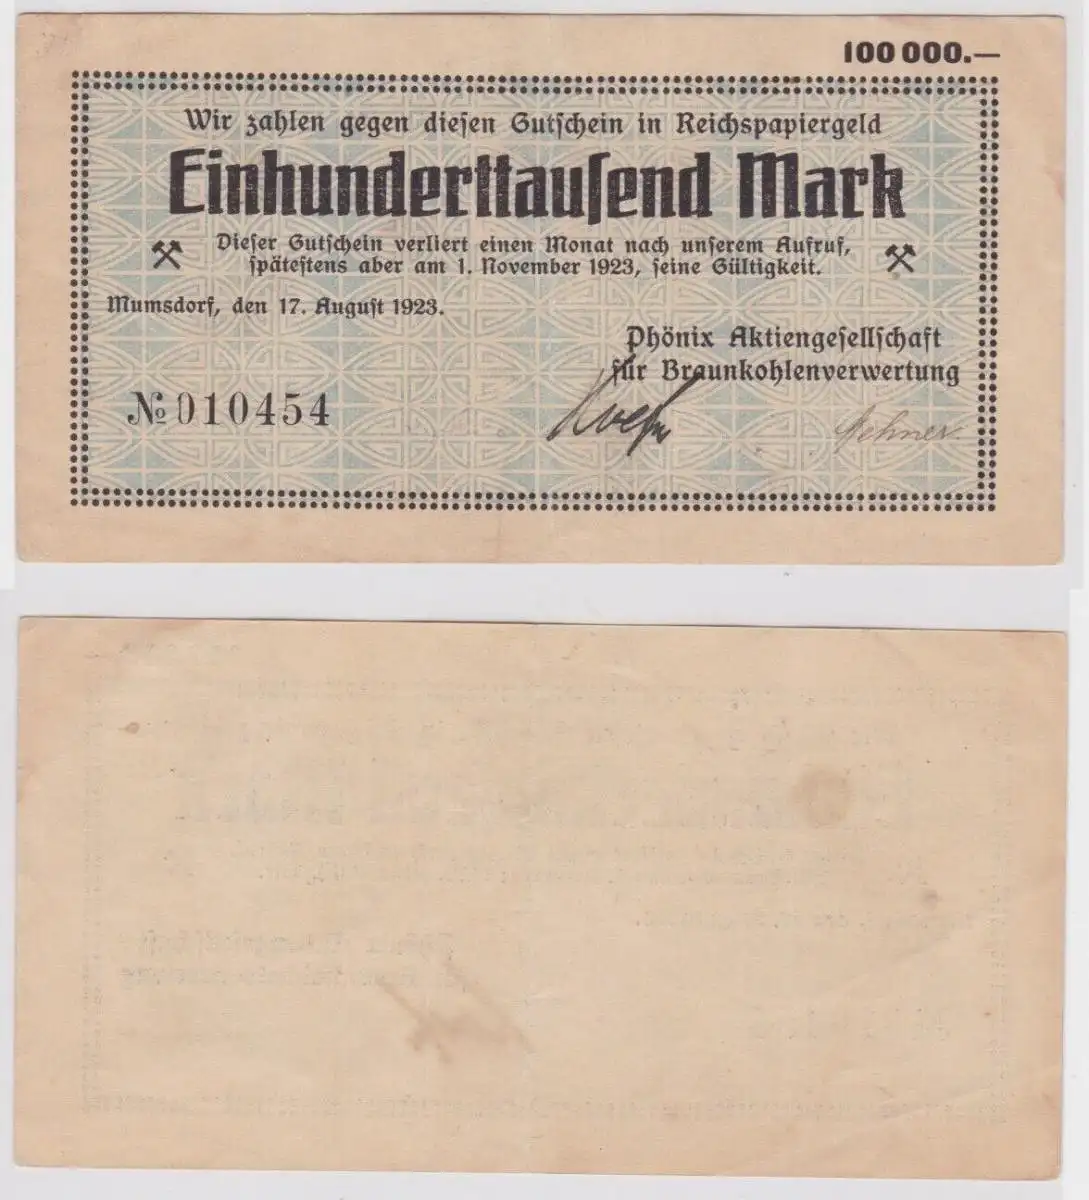 100 000.—
Wir zahlen gegen dieſen Gutſchein in Reichspapiergeld
Einhunderttauſend Mark
Dieſer Gutſchein verliert einen Monat nach unſerem Aufruf,
ſpäteſtens aber am 1. November 1923, ſeine Gültigkeit.
Mumsdorf, den 17. Auguſt 1923.
Phönix Aktiengeſellſchaft
für Braunkohlenverwertung
№ 010454